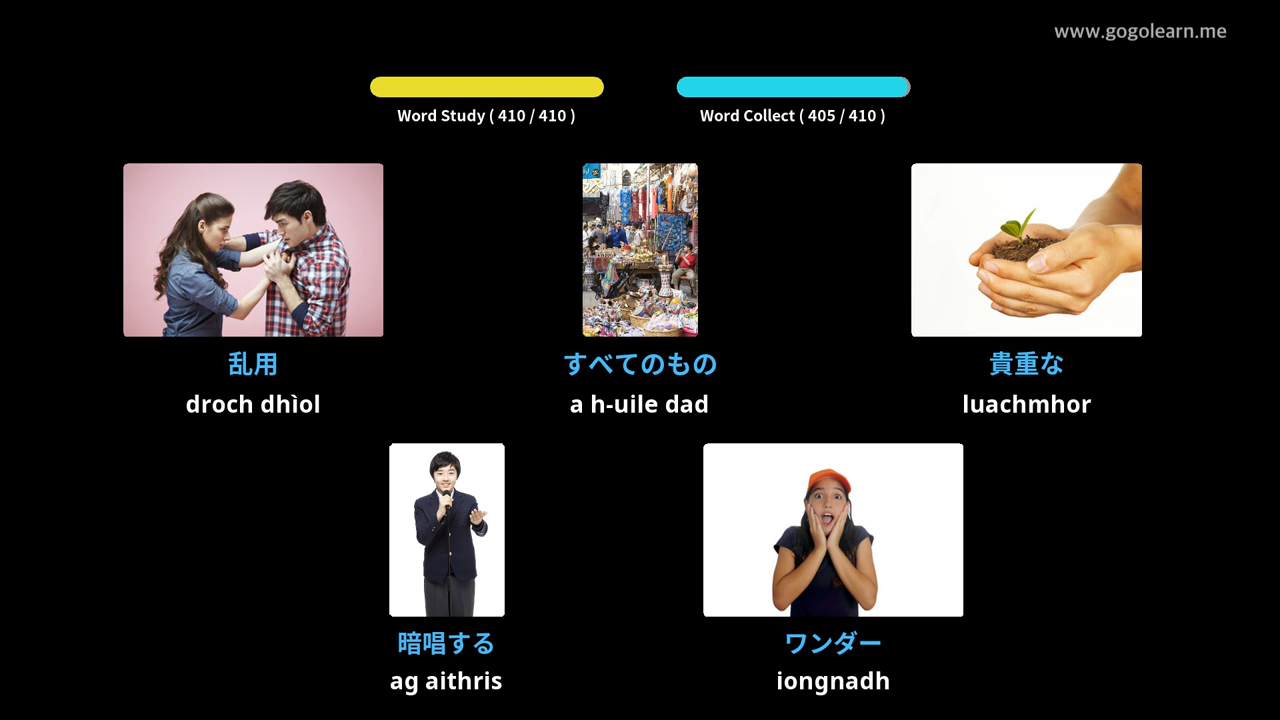 www.gogolearn.me
Word Study ( 410 / 410 )
Word Collect ( 405 / 410 )
乱用
droch dhìol
すべてのもの
a h-uile dad
貴重な
luachmhor
暗唱する
ag aithris
ワンダー
iongnadh